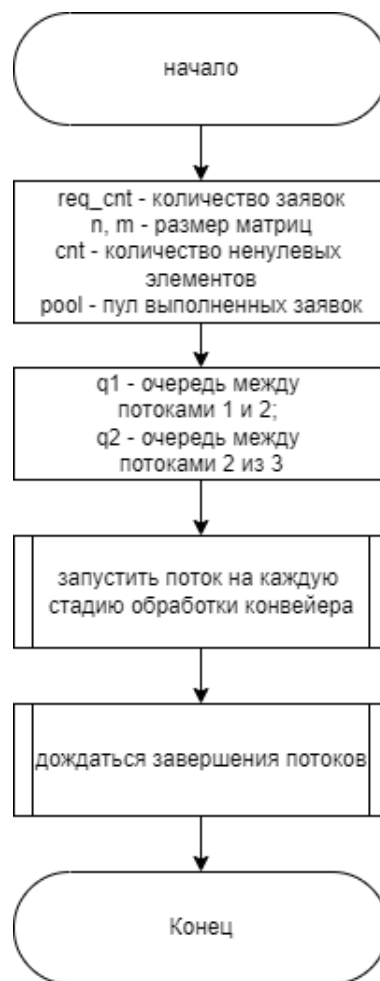 начало
req_cnt - количество заявок
n, m - размер матриц
cnt - количество ненулевых
элементов
pool - пул выполненных заявок
q1 - очередь между
потоками 1 и 2;
q2 - очередь между
потоками 2 из 3
запустить поток на каждую
стадию обработки конвейера
дождаться завершения потоков
Конец